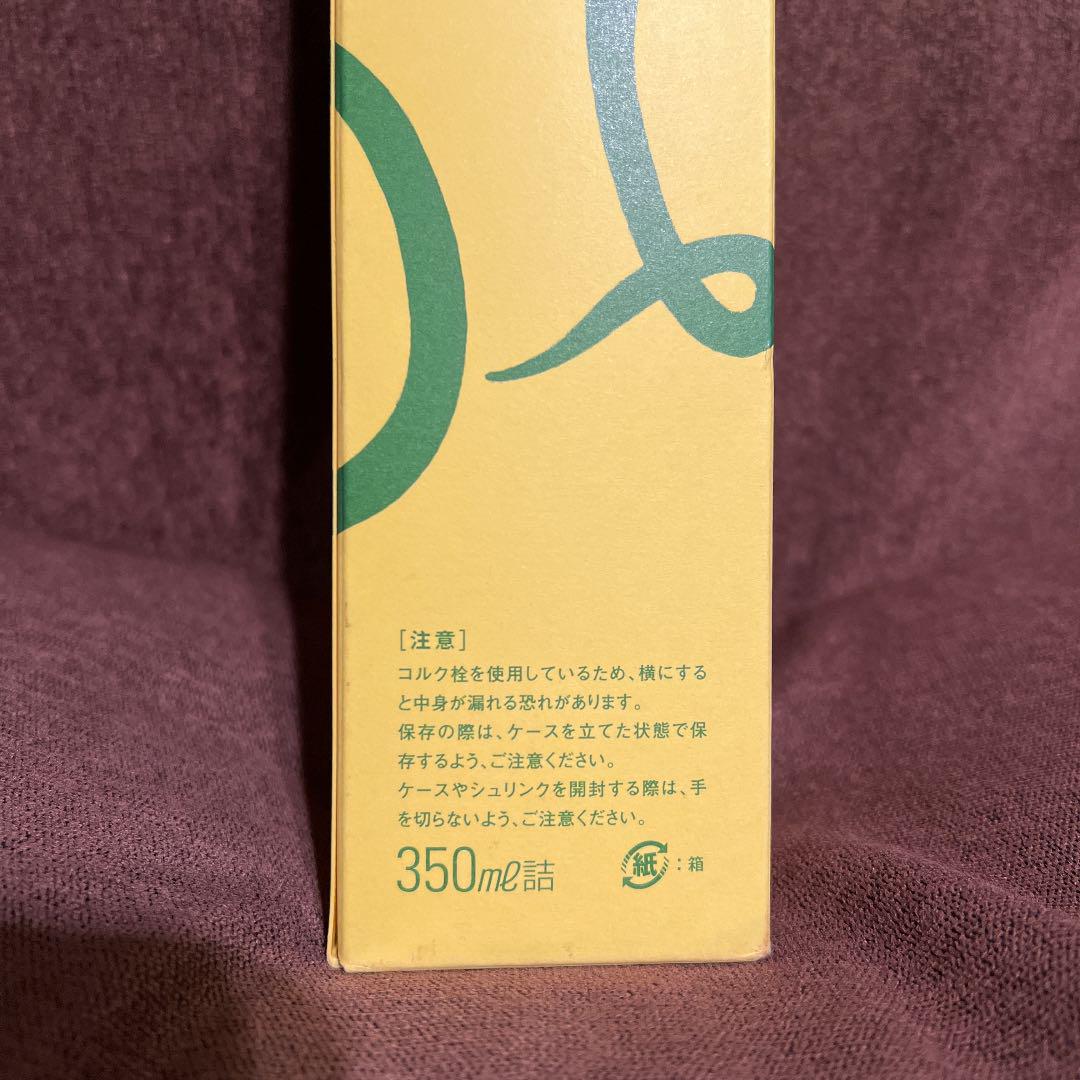 ［注意］
コルク栓を使用しているため、横にする
と中身が漏れる恐れがあります。
保存の際は、ケースを立てた状態で保
存するよう、ご注意ください。
ケースやシュリンクを開封する際は、手
を切らないよう、ご注意ください。
350ml詰
紙：箱